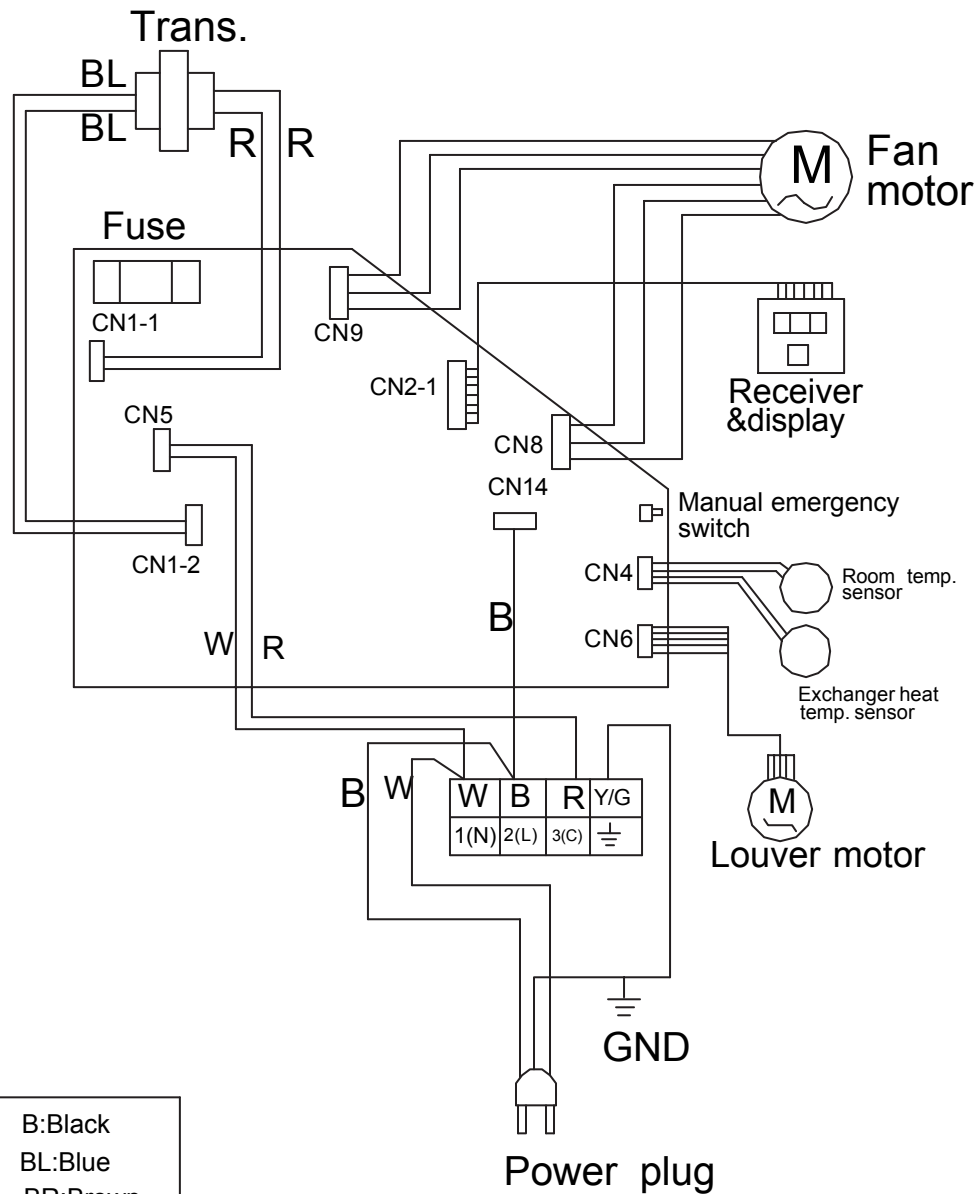 Trans.
BL
BL
R R
M
Fan
motor
Fuse
CN1-1
CN9
CN2-1
Receiver
&display
CN5
CN8
CN14
Manual emergency
switch
CN1-2
CN4
Room temp.
sensor
B
W R
CN6
Exchanger heat
temp. sensor
B W
W B R Y/G
1(N) 2(L) 3(C)
M
Louver motor
GND
B:Black
BL:Blue
BR:Brown
Power plug